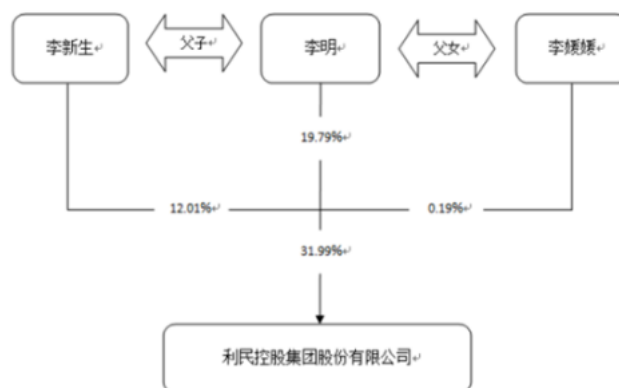 李新生
父子
李明
父女
李媛媛
19.79%
12.01%
0.19%
31.99%
利民控股集团股份有限公司